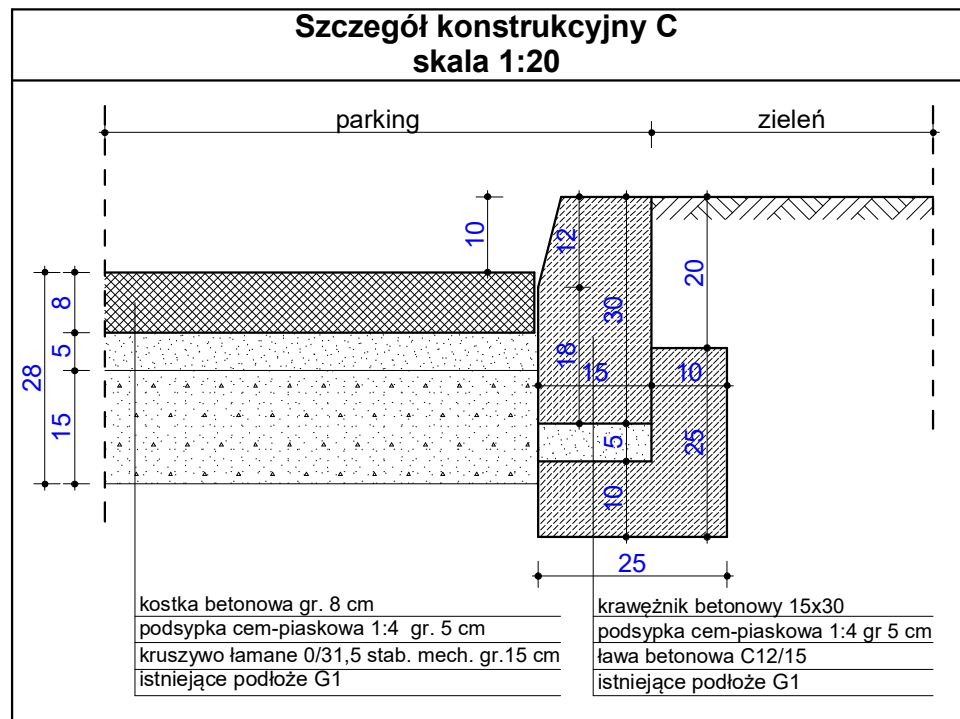 Szczegół konstrukcyjny C
skala 1:20
parking
zieleń
10
12
20
8
30
5
18
28
15
10
15
5
25
10
25
kostka betonowa gr. 8 cm
podsypka cem-piaskowa 1:4 gr. 5 cm
kruszywo łamane 0/31,5 stab. mech. gr.15 cm
istniejące podłoże G1
krawężnik betonowy 15x30
podsypka cem-piaskowa 1:4 gr 5 cm
ława betonowa C12/15
istniejące podłoże G1